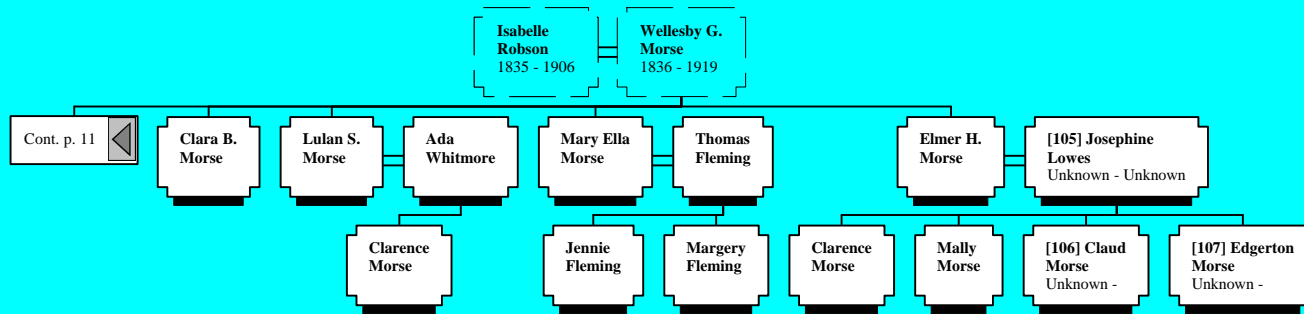 Isabelle
Robson
1835 - 1906
Wellesby G.
Morse
1836 - 1919
Cont. p. 11
Clara B.
Morse
Lulan S.
Morse
Ada
Whitmore
Mary Ella
Morse
Thomas
Fleming
Elmer H.
Morse
[105] Josephine
Lowes
Unknown - Unknown
Clarence
Morse
Jennie
Fleming
Margery
Fleming
Clarence
Morse
Mally
Morse
[106] Claud
Morse
Unknown -
[107] Edgerton
Morse
Unknown -